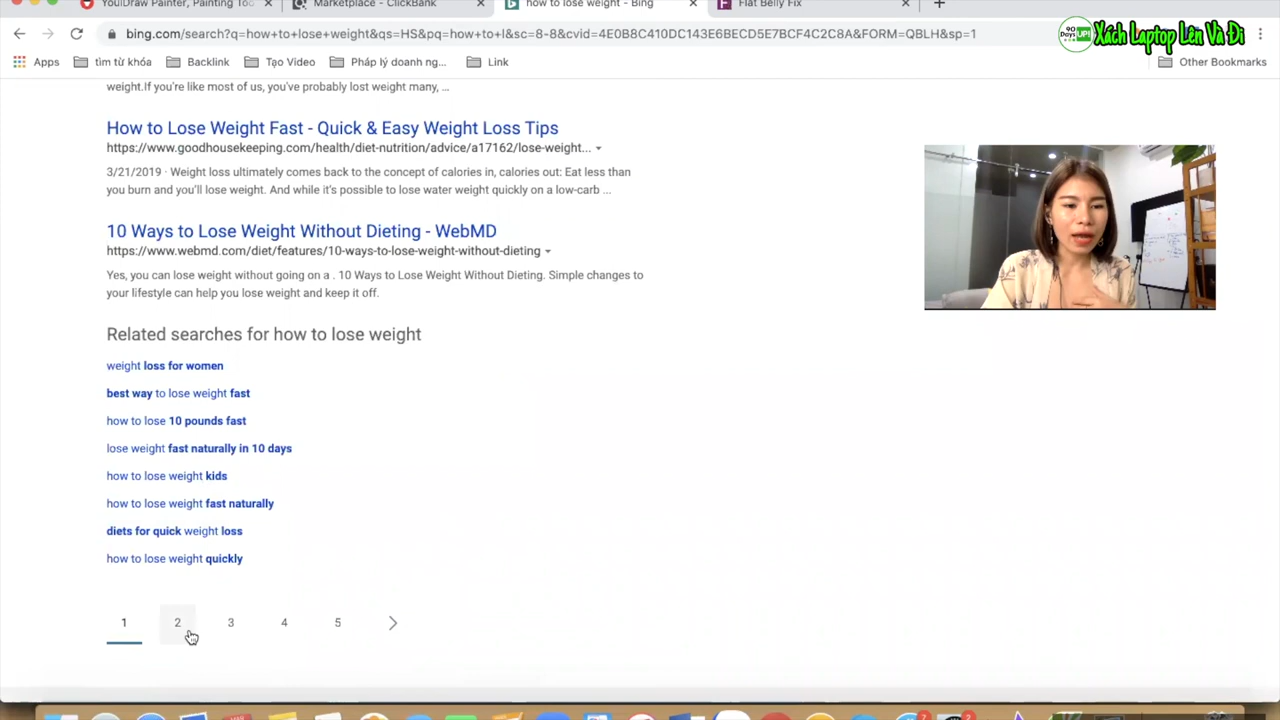 YoulDraw Painter, Painting Too
Marketplace - ClickBank
how to lose weight - Bing
Flat Belly Fix
bing.com/search?q=how+to+lose+weight&qs=HS&pq=how+to+l&sc=8-8&cvid=4E0B8C410DC143E6BECD5E7BCF4C2C8A&FORM=QBLH&sp=1
90 Days UP!
Xách Laptop Lên Và Đi
Apps
tìm từ khóa
Backlink
Tạo Video
Pháp lý doanh ng...
Link
Other Bookmarks
weight.If you're like most of us, you've probably lost weight many, ...
How to Lose Weight Fast - Quick & Easy Weight Loss Tips
https://www.goodhousekeeping.com/health/diet-nutrition/advice/a17162/lose-weight...
3/21/2019 · Weight loss ultimately comes back to the concept of calories in, calories out: Eat less than
you burn and you'll lose weight. And while it's possible to lose water weight quickly on a low-carb ...
10 Ways to Lose Weight Without Dieting - WebMD
https://www.webmd.com/diet/features/10-ways-to-lose-weight-without-dieting
Yes, you can lose weight without going on a . 10 Ways to Lose Weight Without Dieting. Simple changes to
your lifestyle can help you lose weight and keep it off.
Related searches for how to lose weight
weight loss for women
best way to lose weight fast
how to lose 10 pounds fast
lose weight fast naturally in 10 days
how to lose weight kids
how to lose weight fast naturally
diets for quick weight loss
how to lose weight quickly
1 2 3 4 5